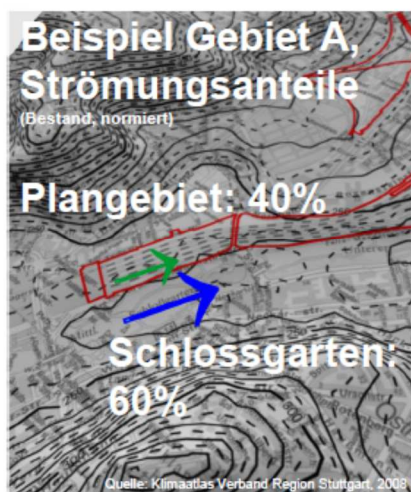 Beispiel Gebiet A,
Strömungsanteile
(Bestand, normiert)
Plangebiet: 40%
Schlossgarten:
60%
Quelle: Klimaatlas Verband Region Stuttgart, 2008